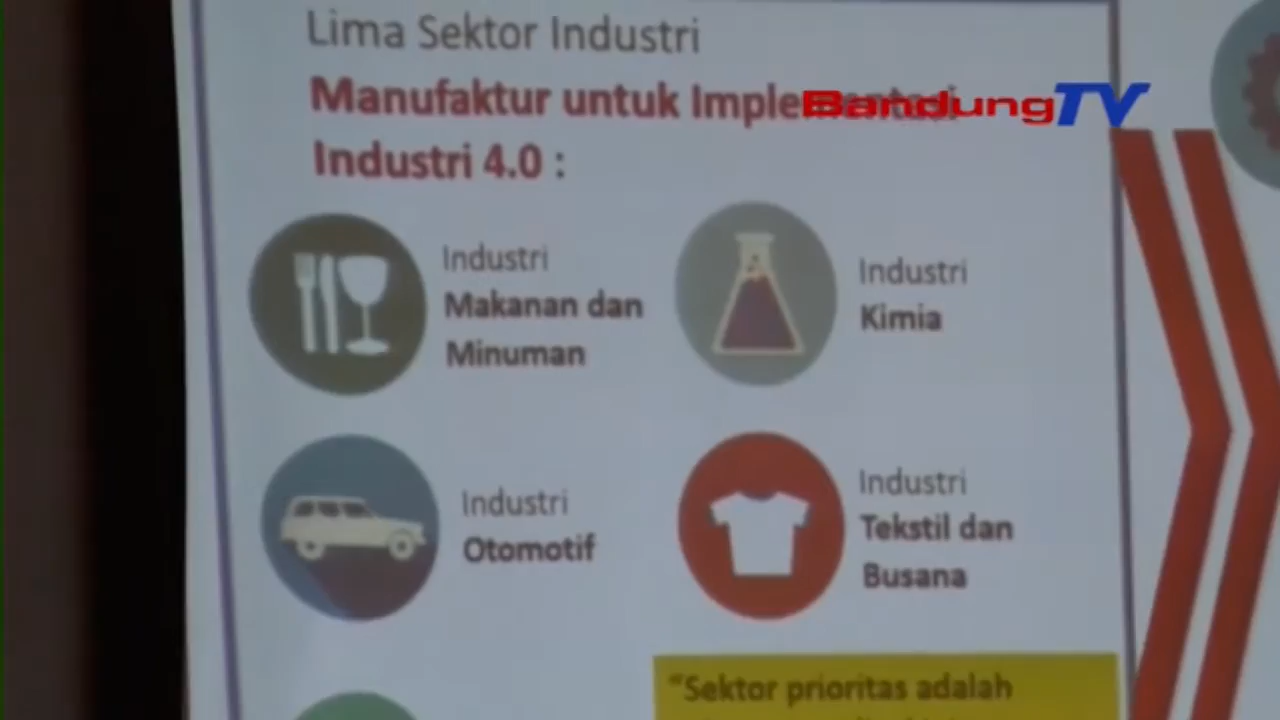 Lima Sektor Industri
Manufaktur untuk Implementasi
BandungTV
Industri 4.0 :
Industri
Makanan dan
Minuman
Industri
Kimia
Industri
Otomotif
Industri
Tekstil dan
Busana
"Sektor prioritas adalah